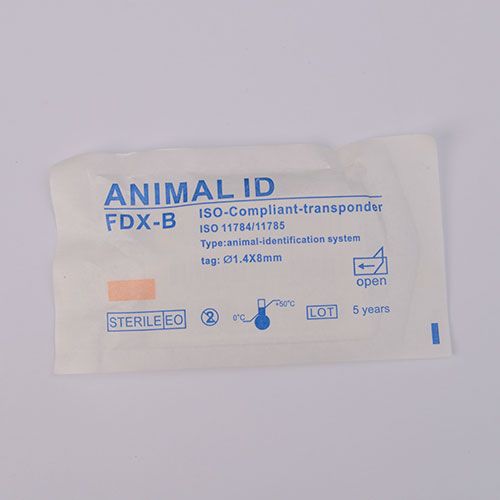 ANIMAL ID
FDX-B
ISO-Compliant-transponder
ISO 11784/11785
Type:animal-identification system
tag: Ø1.4X8mm
open
STERILE EO
2
0°C
+50°C
LOT
5 years